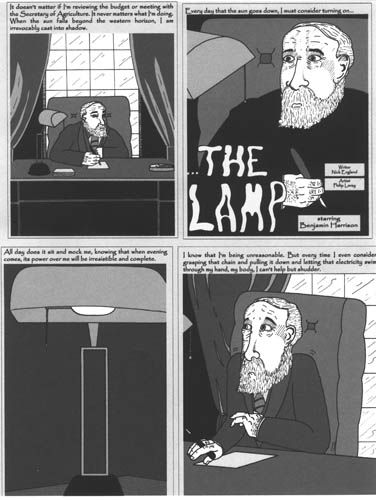 It doesn't matter if I'm reviewing the budget or meeting with
the Secretary of Agriculture. It never matters what I'm doing.
When the sun falls beyond the western horizon, I am
irrevocably cast into shadow.
Every day that the sun goes down, I must consider turning on...
...THE
LAMP
Writer
Nick England
Artist
Philip Loving
starring
Benjamin Harrison
All day does it sit and mock me, knowing that when evening
comes, its power over me will be irresistible and complete.
I know that I'm being unreasonable. But every time I even consider
grasping that chain and pulling it down and letting that electricity swim
through my hand, my body, I can't help but shudder.